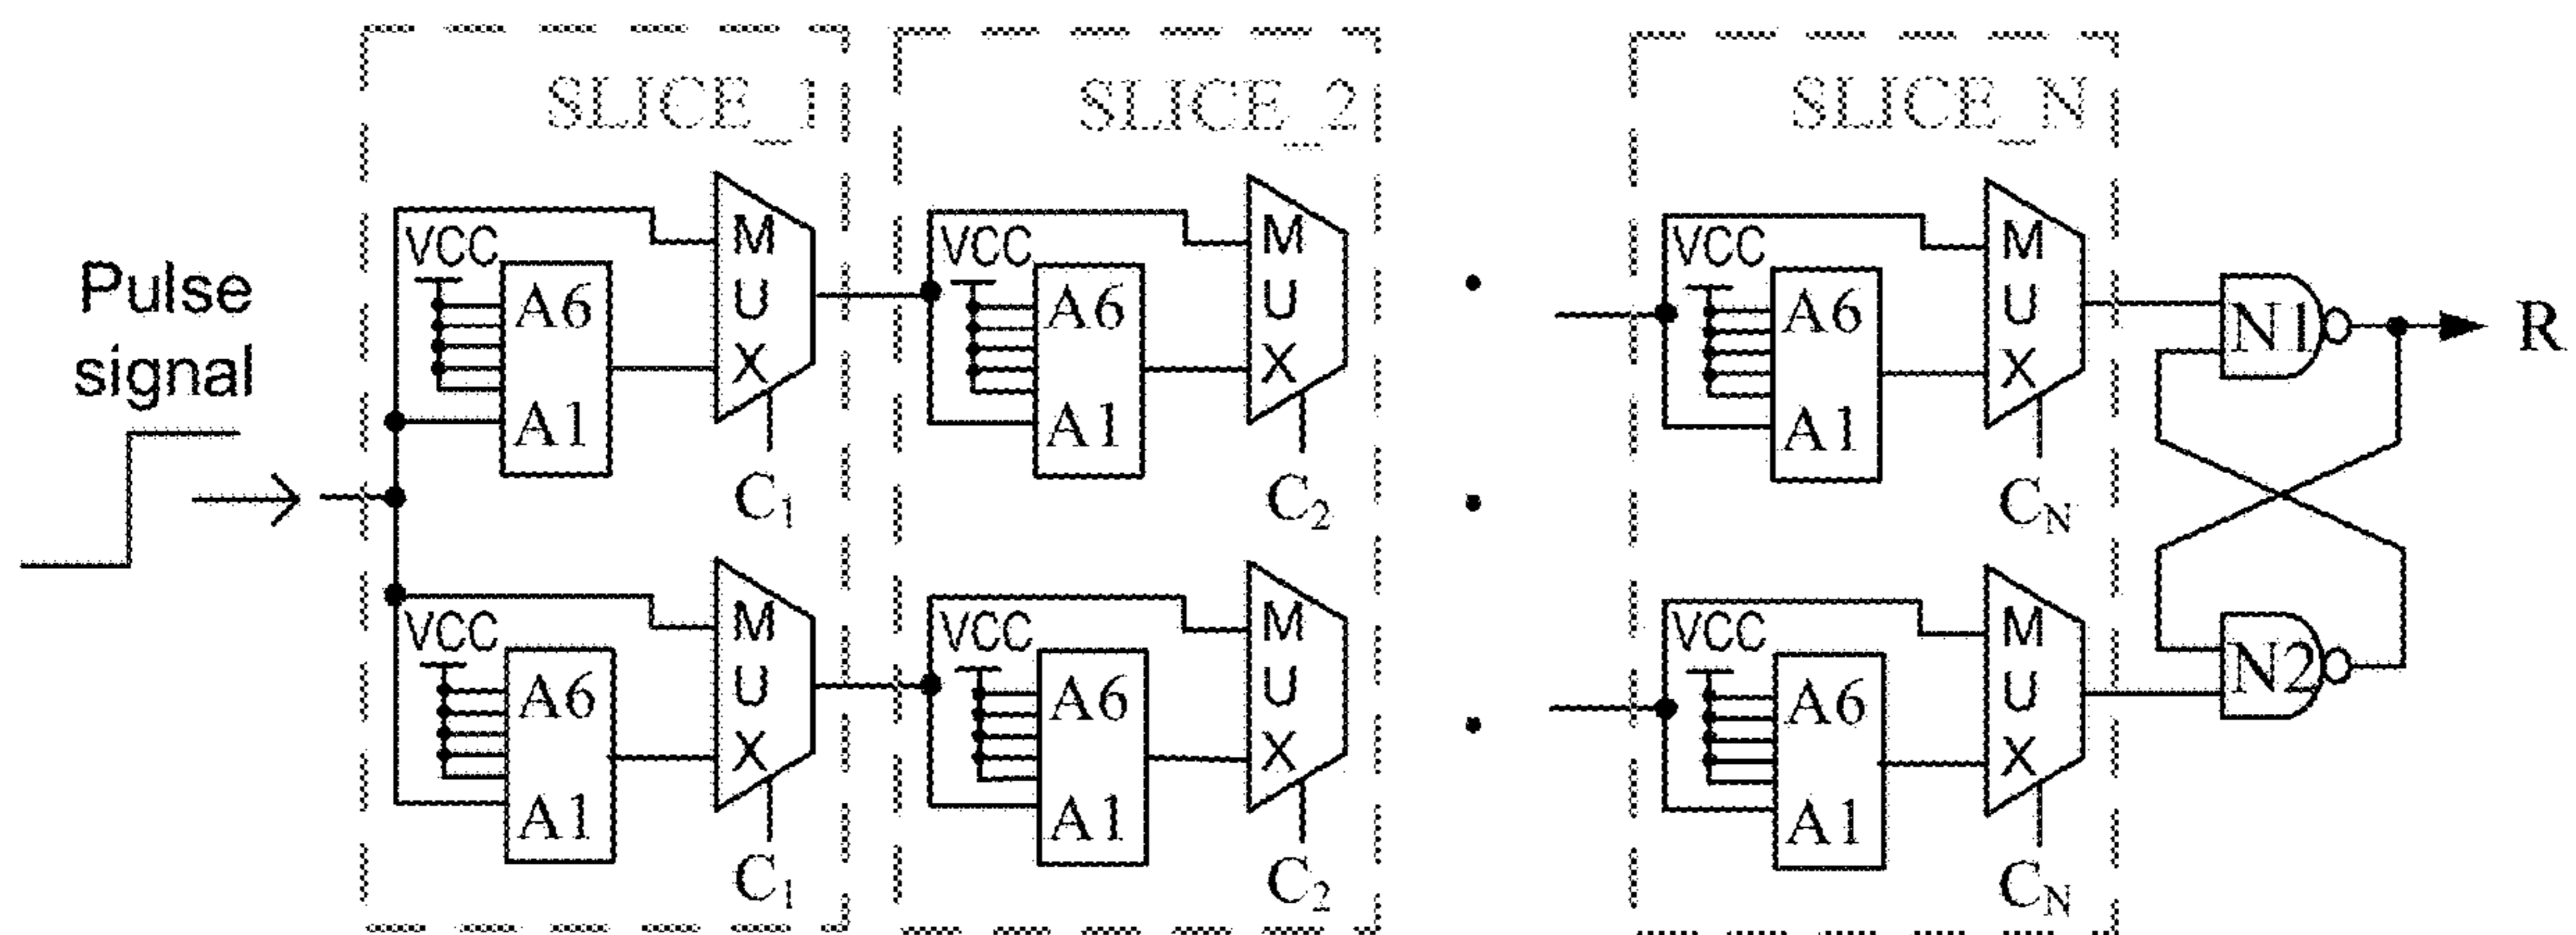 SLICE_1
SLICE_2
SLICE_N
Pulse
signal
VCC
A6
A1
M
U
X
C1
VCC
A6
A1
M
U
X
C2
VCC
A6
A1
M
U
X
CN
N1
R
VCC
A6
A1
M
U
X
C1
VCC
A6
A1
M
U
X
C2
VCC
A6
A1
M
U
X
CN
N2